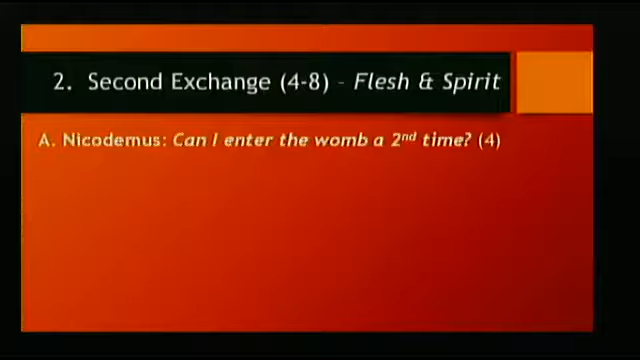 2. Second Exchange (4-8) - Flesh & Spirit
A. Nicodemus: Can I enter the womb a 2nd time? (4)